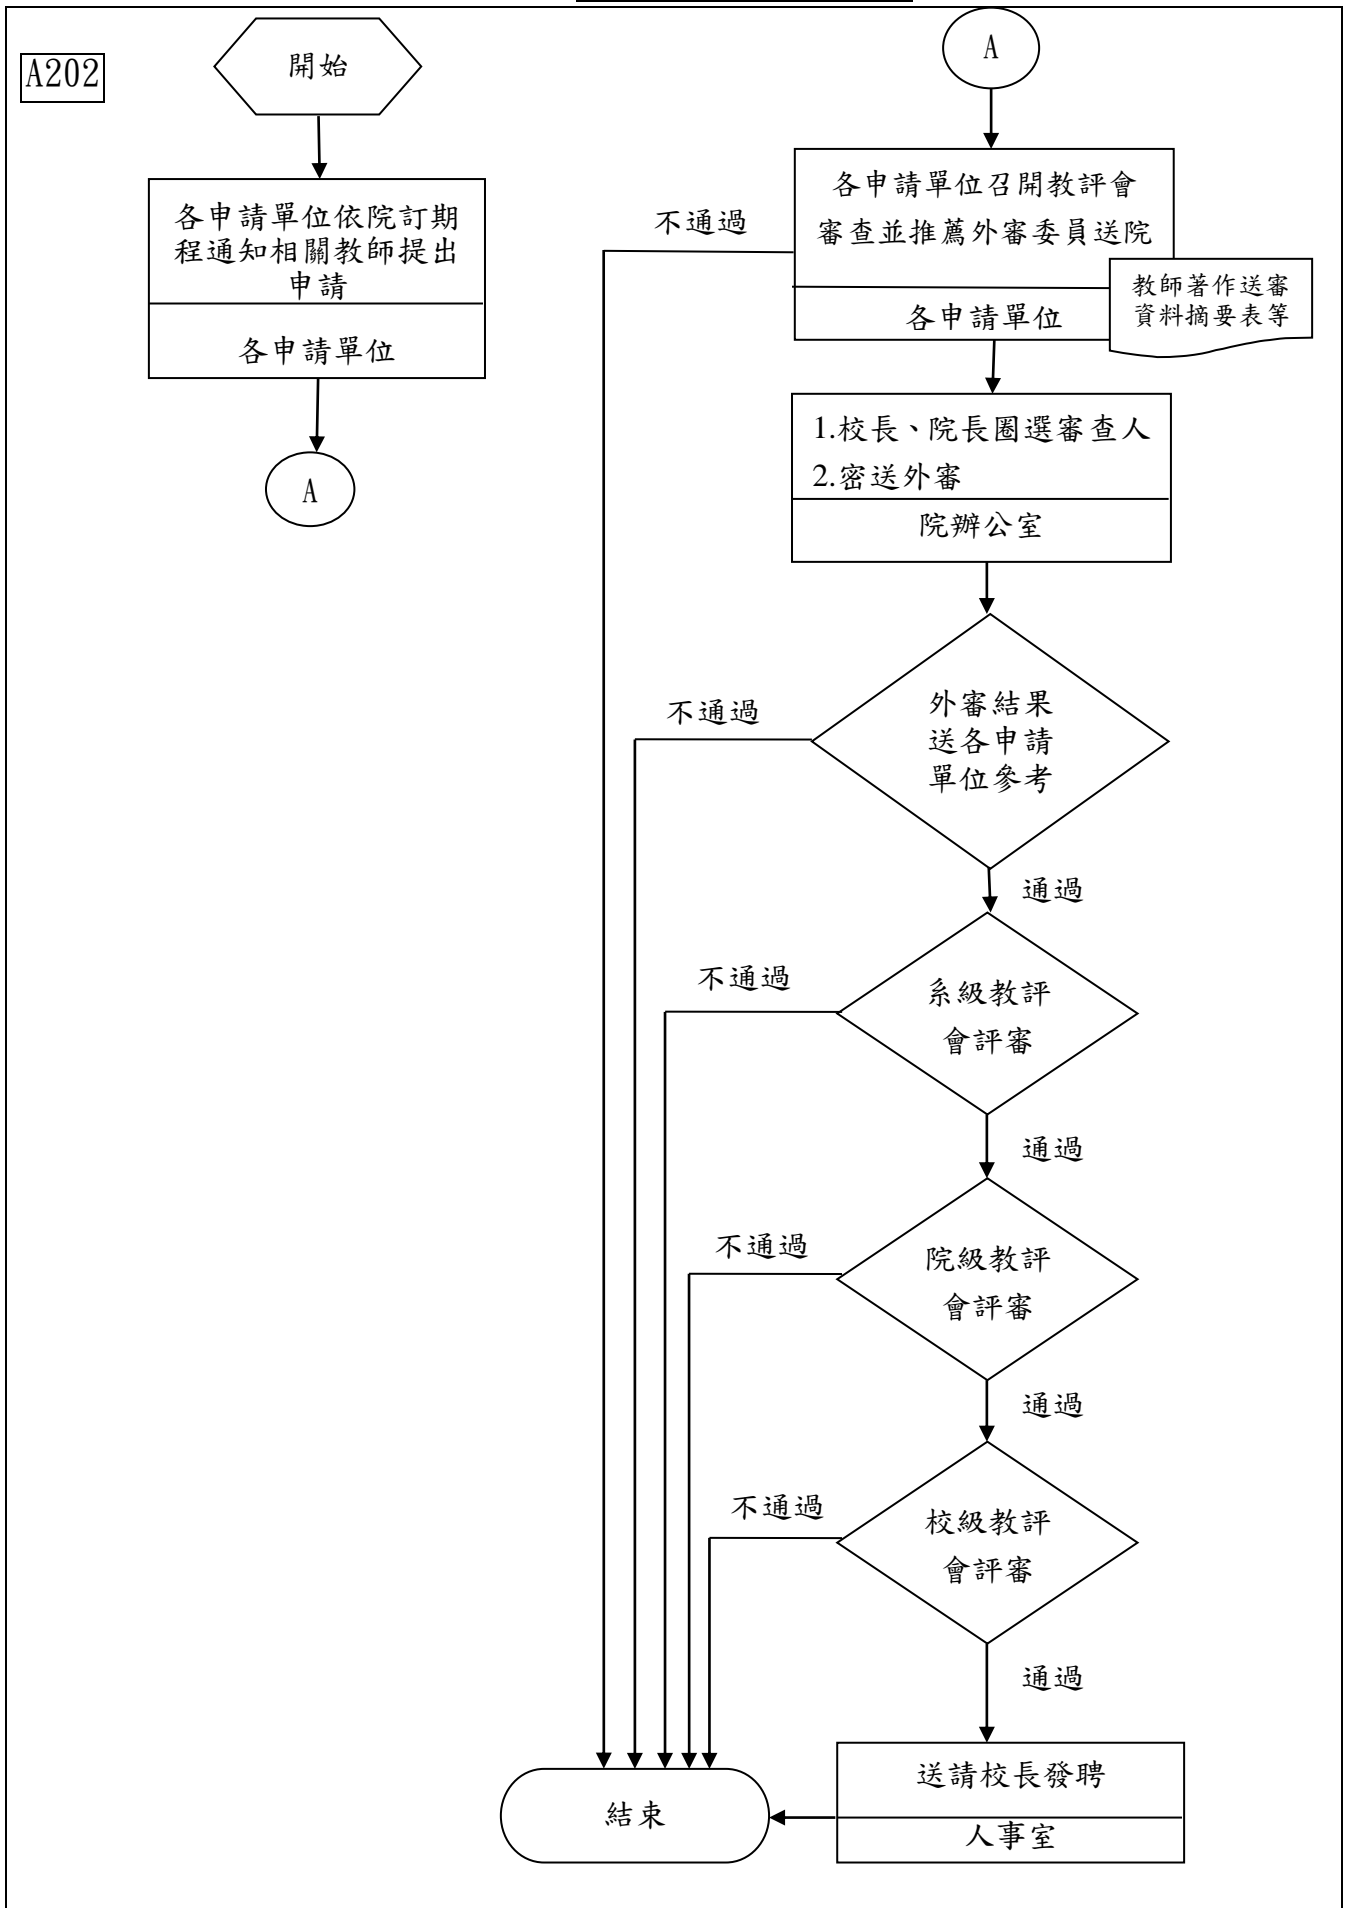 A202
開始
各申請單位依院訂期
程通知相關教師提出
申請
各申請單位
A
A
各申請單位召開教評會
審查並推薦外審委員送院
各申請單位
教師著作送審
資料摘要表等
不通過
1.校長、院長圈選審查人
2.密送外審
院辦公室
外審結果
送各申請
單位參考
不通過
通過
系級教評
會評審
不通過
通過
院級教評
會評審
不通過
通過
校級教評
會評審
不通過
通過
送請校長發聘
人事室
結束